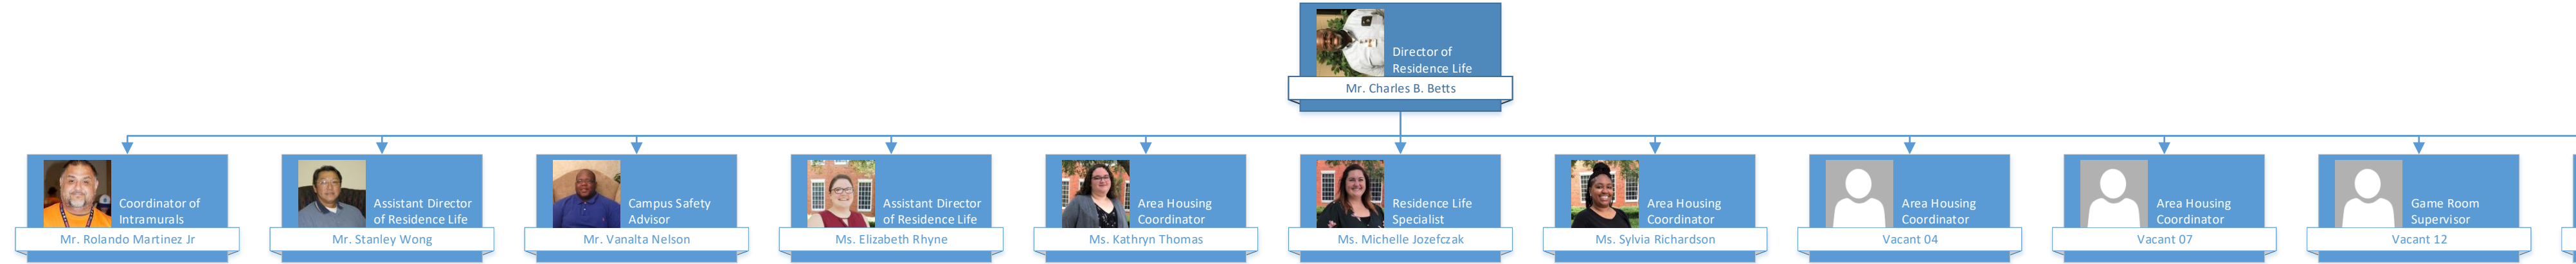 Director of
Residence Life
Mr. Charles B. Betts
Coordinator of
Intramurals
Mr. Rolando Martinez Jr
Assistant Director
of Residence Life
Mr. Stanley Wong
Campus Safety
Advisor
Mr. Vanalta Nelson
Assistant Director
of Residence Life
Ms. Elizabeth Rhyne
Area Housing
Coordinator
Ms. Kathryn Thomas
Residence Life
Specialist
Ms. Michelle Jozefczak
Area Housing
Coordinator
Ms. Sylvia Richardson
Area Housing
Coordinator
Vacant 04
Area Housing
Coordinator
Vacant 07
Game Room
Supervisor
Vacant 12